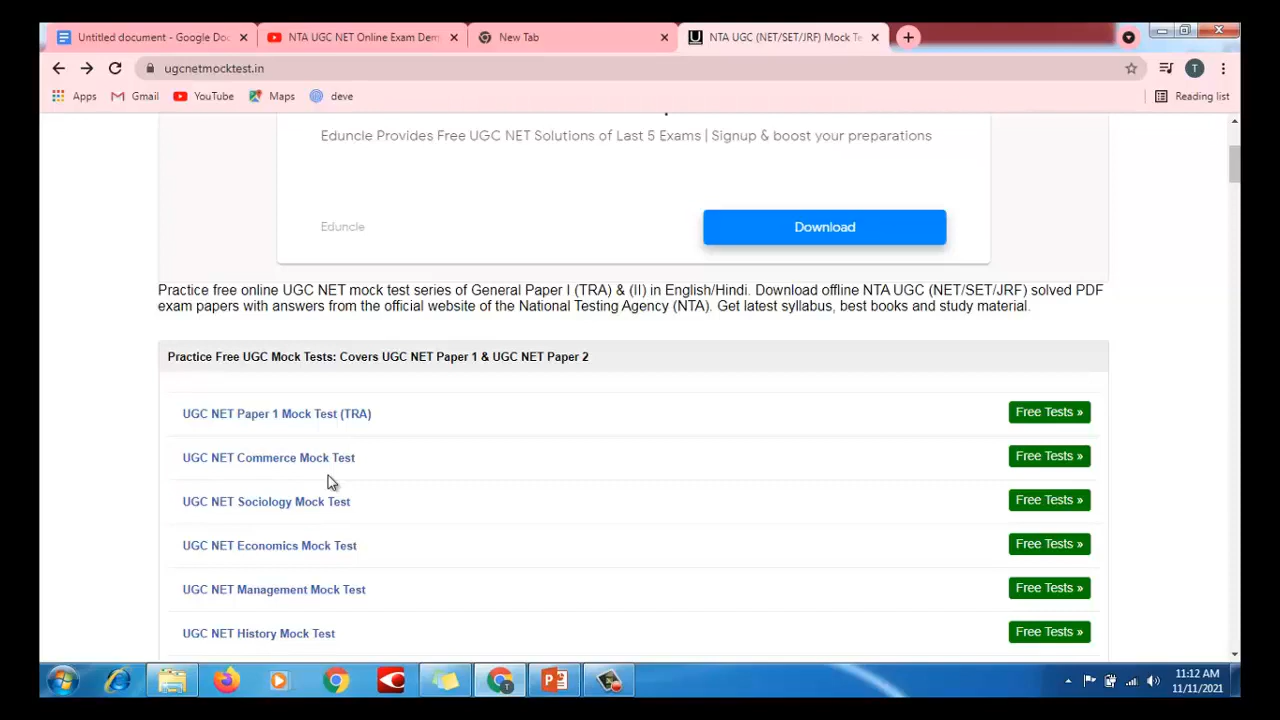 Untitled document - Google Doc
NTA UGC NET Online Exam Dem
New Tab
NTA UGC (NET/SET/JRF) Mock Te
ugcnetmocktest.in
T
Apps
Gmail
YouTube
Maps
deve
Reading list
Eduncle Provides Free UGC NET Solutions of Last 5 Exams | Signup & boost your preparations
Eduncle
Download
Practice free online UGC NET mock test series of General Paper I (TRA) & (II) in English/Hindi. Download offline NTA UGC (NET/SET/JRF) solved PDF
exam papers with answers from the official website of the National Testing Agency (NTA). Get latest syllabus, best books and study material.
Practice Free UGC Mock Tests: Covers UGC NET Paper 1 & UGC NET Paper 2
UGC NET Paper 1 Mock Test (TRA)
Free Tests »
UGC NET Commerce Mock Test
Free Tests »
UGC NET Sociology Mock Test
Free Tests »
UGC NET Economics Mock Test
Free Tests »
UGC NET Management Mock Test
Free Tests »
UGC NET History Mock Test
Free Tests »
11:12 AM
11/11/2021